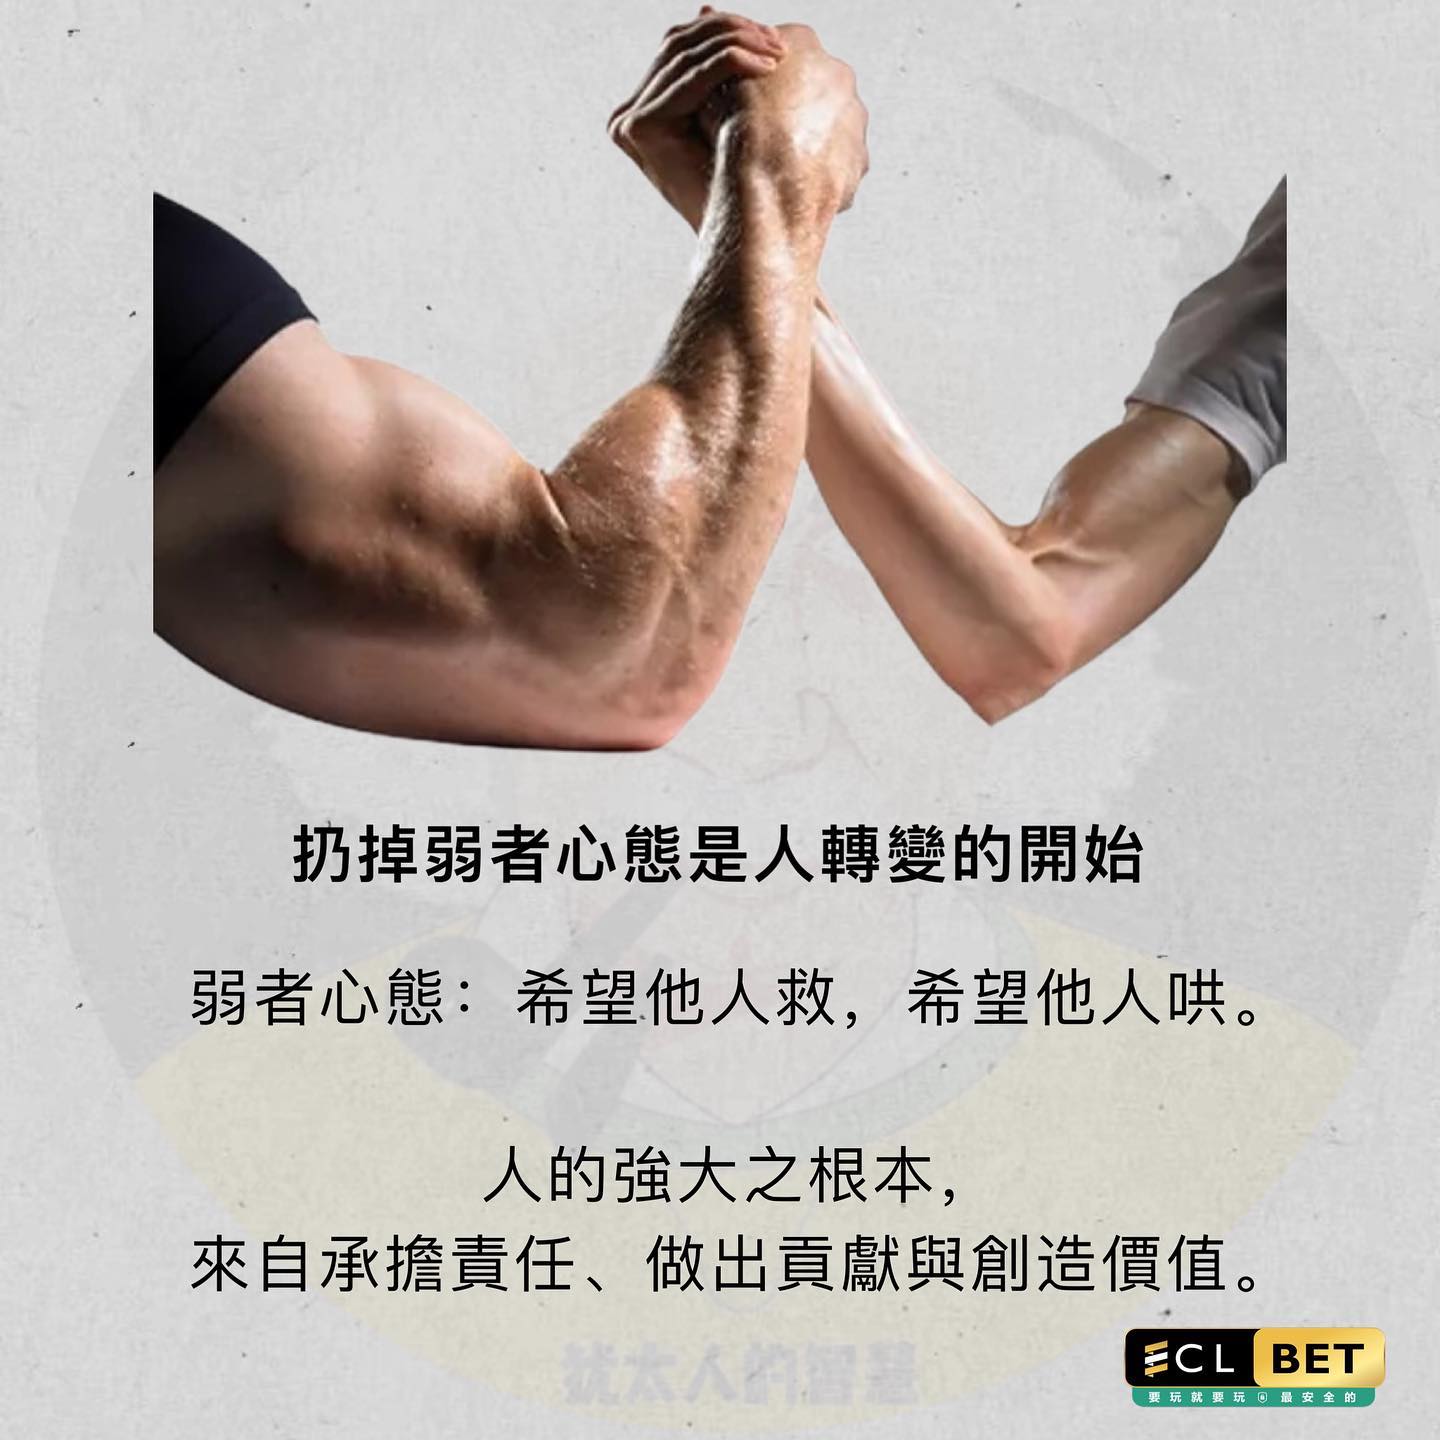 扔掉弱者心態是人轉變的開始
弱者心態：希望他人救，希望他人哄。
人的強大之根本，
來自承擔責任、做出貢獻與創造價值。
犹太人的智慧
ECL BET
要玩就要玩最安全的